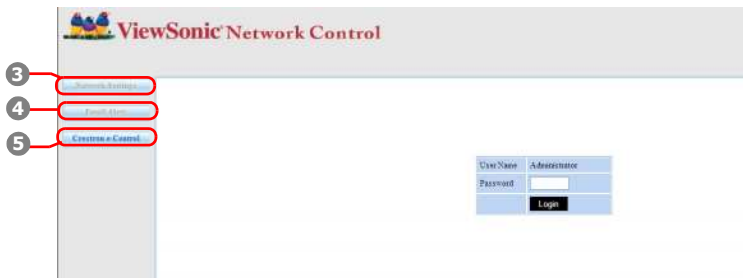 ViewSonic® Network Control
3
Network Settings
4
Email Alert
5
Crestron e-Control
User Name Administrator
Password
Login